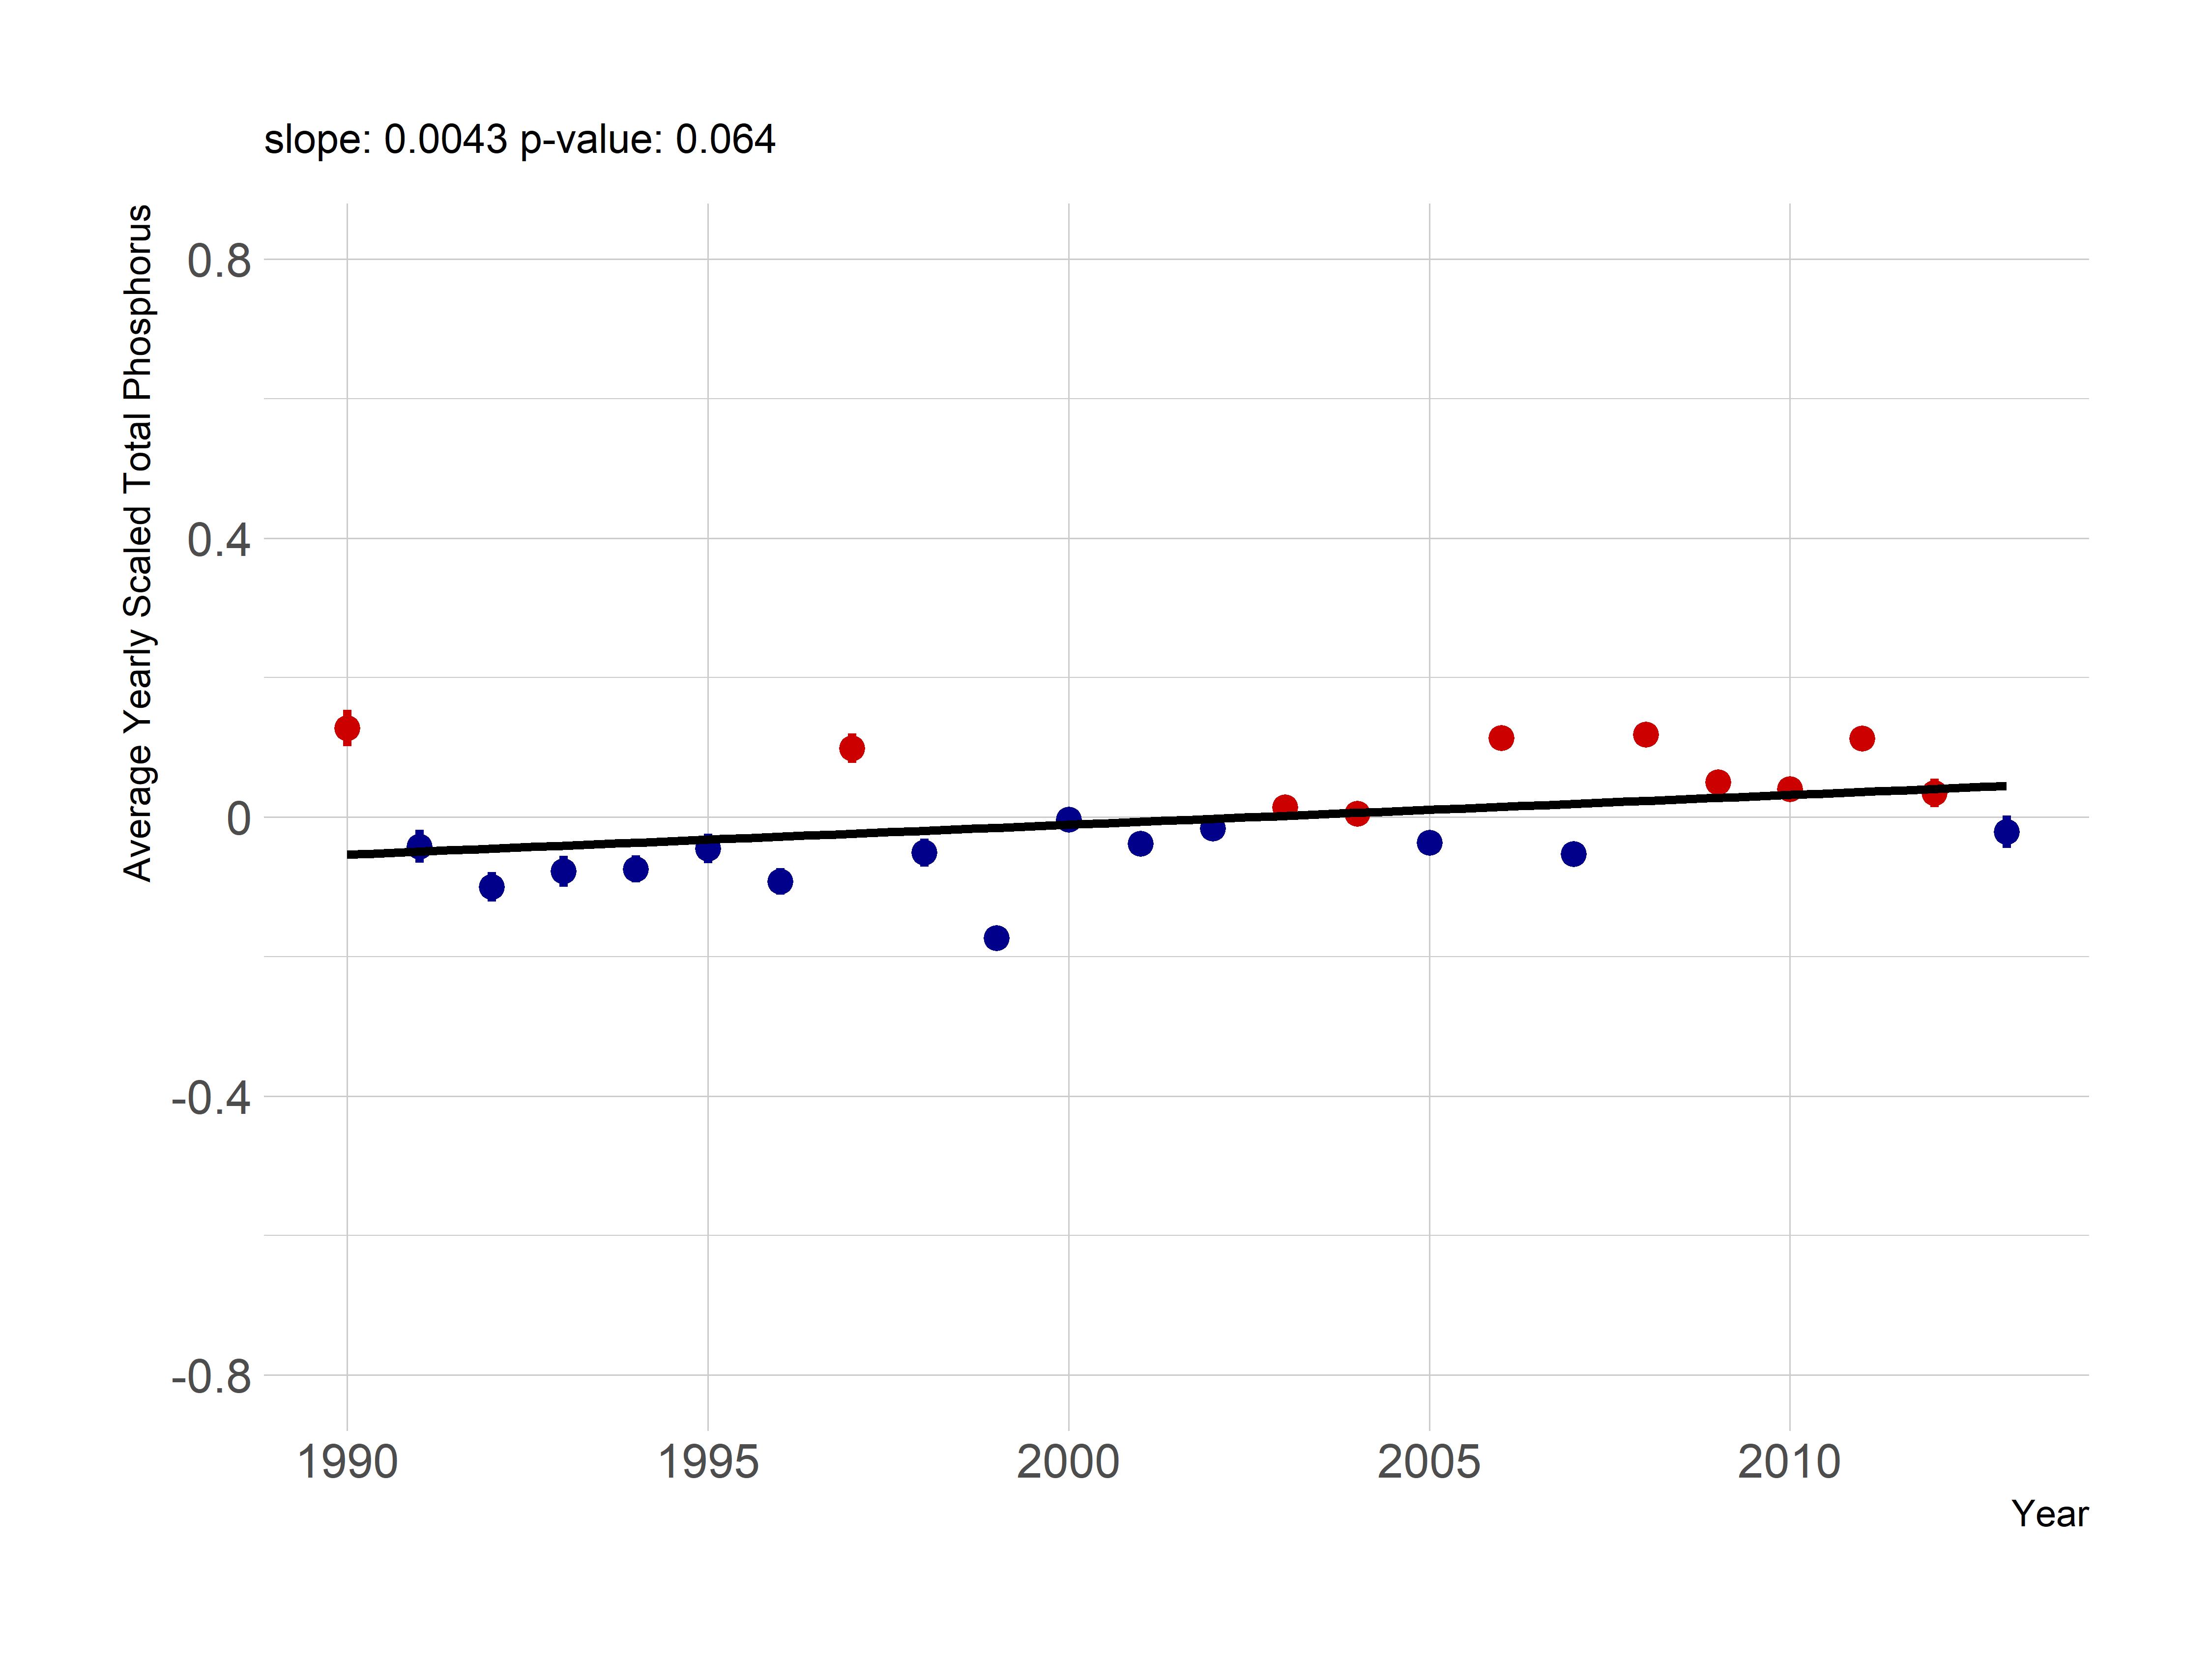 slope: 0.0043 p-value: 0.064
Average Yearly Scaled Total Phosphorus
0.8
0.4
0
-0.4
-0.8
1990 1995 2000 2005 2010
Year